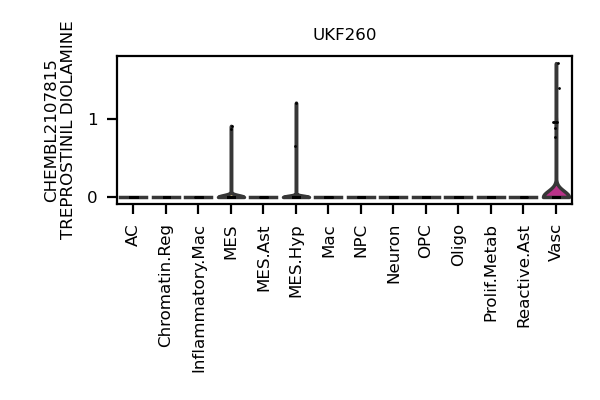 UKF260
CHEMBL2107815
TREPROSTINIL DIOLAMINE
1
0
AC
Chromatin.Reg
Inflammatory.Mac
MES
MES.Ast
MES.Hyp
Mac
NPC
Neuron
OPC
Oligo
Prolif.Metab
Reactive.Ast
Vasc